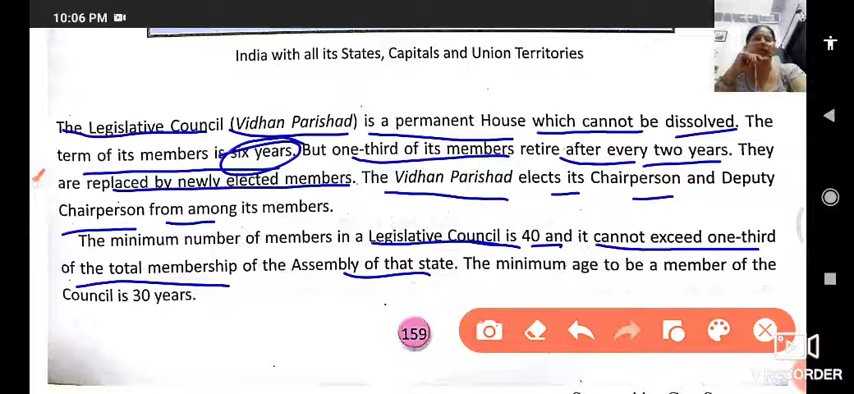 10:06 PM
India with all its States, Capitals and Union Territories
The Legislative Council (Vidhan Parishad) is a permanent House which cannot be dissolved. The
term of its members is six years. But one-third of its members retire after every two years. They
are replaced by newly elected members. The Vidhan Parishad elects its Chairperson and Deputy
Chairperson from among its members.
The minimum number of members in a Legislative Council is 40 and it cannot exceed one-third
of the total membership of the Assembly of that state. The minimum age to be a member of the
Council is 30 years.
159
RECORDER